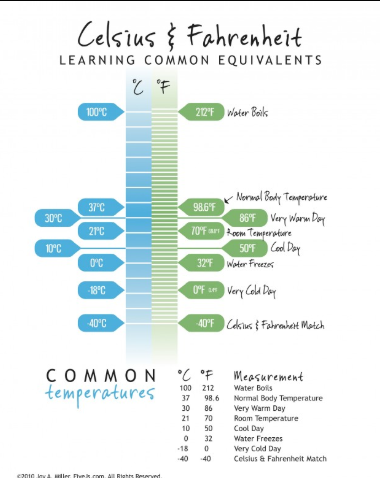 Celsius & Fahrenheit
LEARNING COMMON EQUIVALENTS
°C °F
100°C 212°F Water Boils
37°C 98.6°F Normal Body Temperature
30°C 86°F Very Warm Day
21°C 70°F Room Temperature
10°C 50°F Cool Day
0°C 32°F Water Freezes
-18°C 0°F Very Cold Day
-40°C -40°F Celsius & Fahrenheit Match
COMMON
temperatures
°C °F Measurement
100 212 Water Boils
37 98.6 Normal Body Temperature
30 86 Very Warm Day
21 70 Room Temperature
10 50 Cool Day
0 32 Water Freezes
-18 0 Very Cold Day
-40 -40 Celsius & Fahrenheit Match
©2010 Joy A. Miller, FiveJs.com, All Rights Reserved